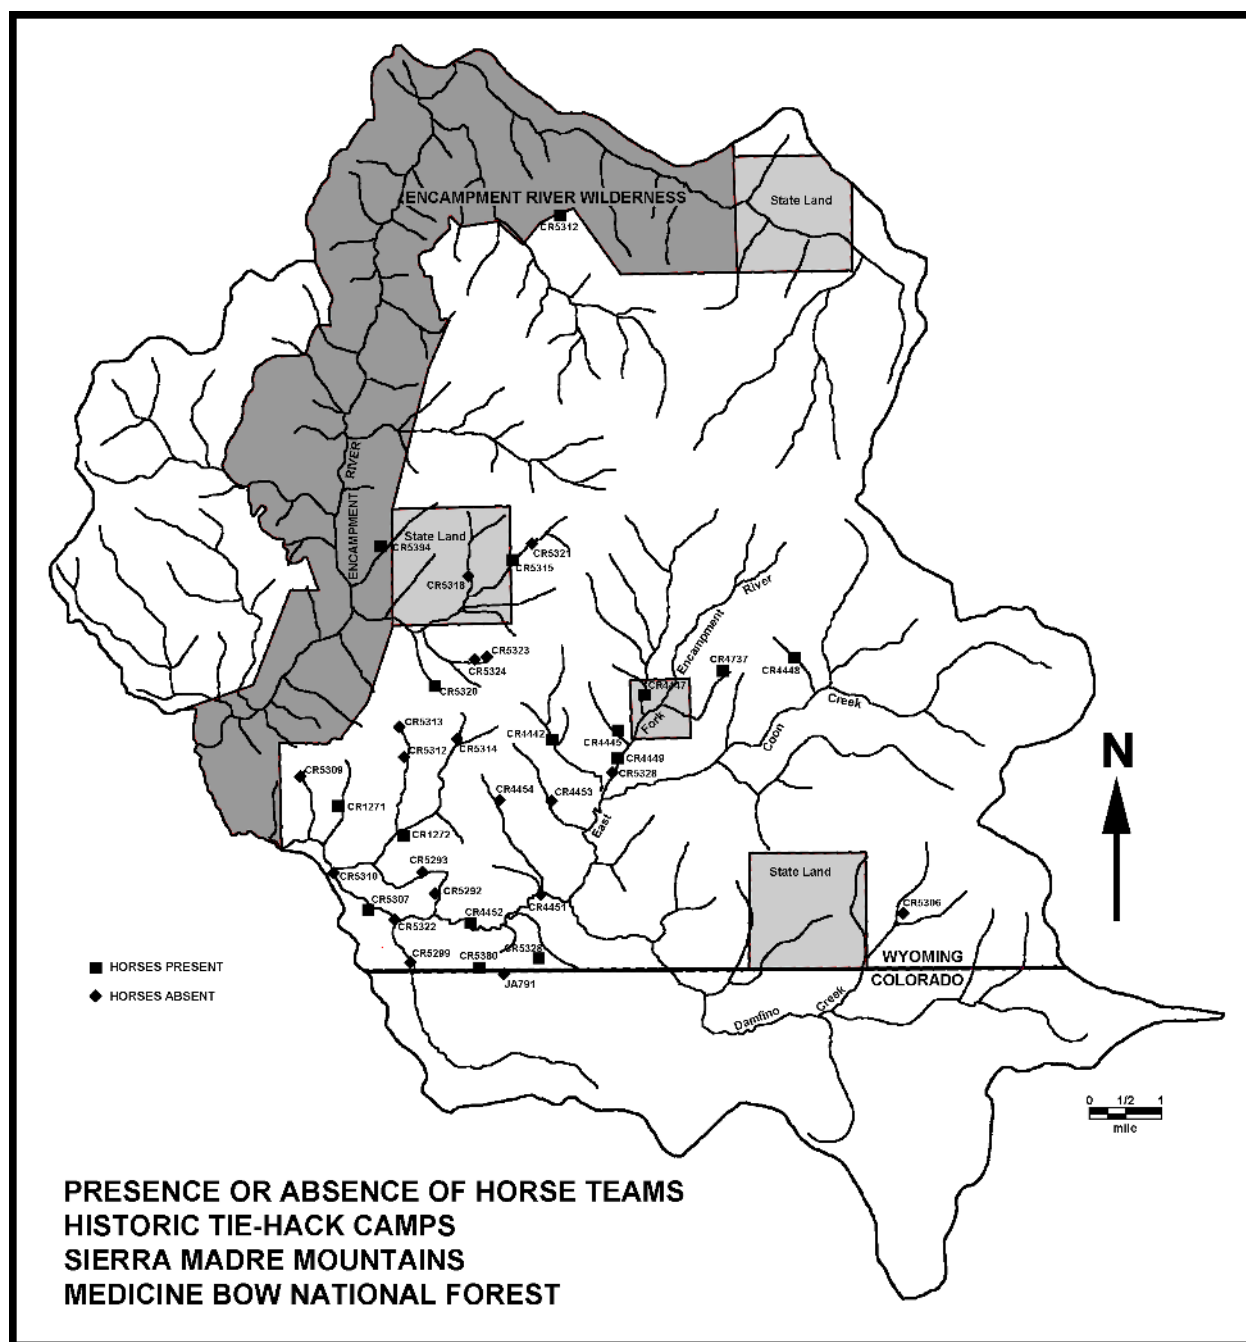 ENCAMPMENT RIVER WILDERNESS
State Land
CR5312
ENCAMPMENT RIVER
State Land
CR5394
CR5321
CR5315
CR5318
River
Encampment
Fork
East
CR5323
CR5324
CR5320
CR4737
CR4448
CR4447
Creek
Coon
CR5313
CR5312
CR5314
CR4442
CR4445
CR4449
CR5328
CR5309
CR1271
CR4454
CR4453
CR1272
CR5293
CR5310
CR5292
CR5307
CR4452
CR4451
CR5322
State Land
CR5306
CR5299
CR5380
CR5328
JA791
WYOMING
COLORADO
Damfino Creek
HORSES PRESENT
HORSES ABSENT
N
0 1/2 1
mile
PRESENCE OR ABSENCE OF HORSE TEAMS
HISTORIC TIE-HACK CAMPS
SIERRA MADRE MOUNTAINS
MEDICINE BOW NATIONAL FOREST